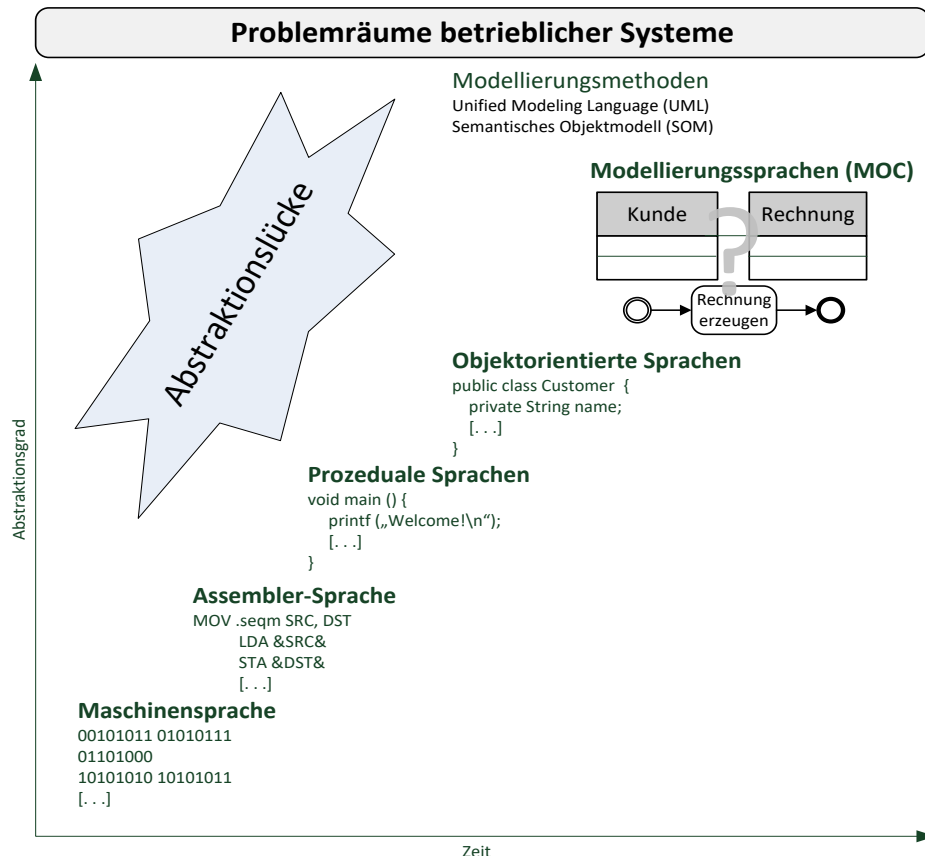 Problemräume betrieblicher Systeme
Modellierungsmethoden
Unified Modeling Language (UML)
Semantisches Objektmodell (SOM)
Abstraktionslücke
Modellierungssprachen (MOC)
Kunde
?
Rechnung
Rechnung
erzeugen
Objektorientierte Sprachen
public class Customer {
private String name;
[. . .]
}
Prozeduale Sprachen
void main () {
printf („Welcome!\n“);
[. . .]
}
Assembler-Sprache
MOV .seqm SRC, DST
LDA &SRC&
STA &DST&
[. . .]
Maschinensprache
00101011 01010111
01101000
10101010 10101011
[. . .]
Abstraktionsgrad
Zeit